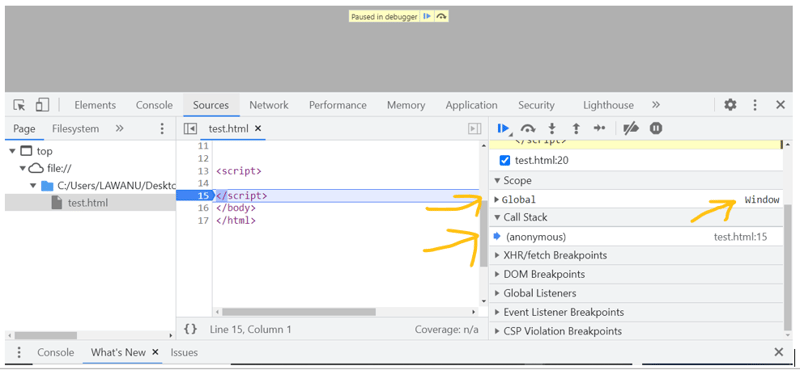 Paused in debugger
Elements Console Sources Network Performance Memory Application Security Lighthouse »
Page Filesystem »
test.html ×
top
file://
C:/Users/LAWANU/Deskto
test.html
11
12
13 <script>
14
15 </script>
16 </body>
17 </html>
{} Line 15, Column 1 Coverage: n/a
</script>
test.html:20
Scope
Global Window
Call Stack
(anonymous) test.html:15
XHR/fetch Breakpoints
DOM Breakpoints
Global Listeners
Event Listener Breakpoints
CSP Violation Breakpoints
Console What's New × Issues ×